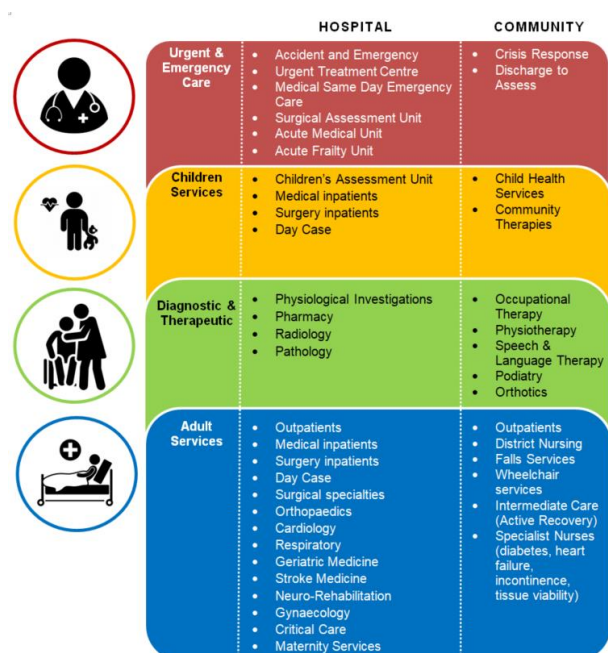 HOSPITAL
COMMUNITY
Urgent &
Emergency
Care
• Accident and Emergency
• Urgent Treatment Centre
• Medical Same Day Emergency
Care
• Surgical Assessment Unit
• Acute Medical Unit
• Acute Frailty Unit
• Crisis Response
• Discharge to
Assess
Children
Services
• Children's Assessment Unit
• Medical inpatients
• Surgery inpatients
• Day Case
• Child Health
Services
• Community
Therapies
Diagnostic &
Therapeutic
• Physiological Investigations
• Pharmacy
• Radiology
• Pathology
• Occupational
Therapy
• Physiotherapy
• Speech &
Language Therapy
• Podiatry
• Orthotics
Adult
Services
• Outpatients
• Medical inpatients
• Surgery inpatients
• Day Case
• Surgical specialties
• Orthopaedics
• Cardiology
• Respiratory
• Geriatric Medicine
• Stroke Medicine
• Neuro-Rehabilitation
• Gynaecology
• Critical Care
• Maternity Services
• Outpatients
• District Nursing
• Falls Services
• Wheelchair
services
• Intermediate Care
(Active Recovery)
• Specialist Nurses
(diabetes, heart
failure,
incontinence,
tissue viability)